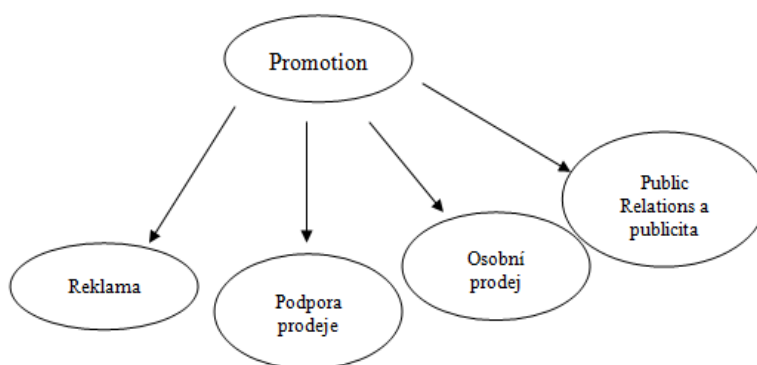 Promotion
Reklama
Podpora
prodeje
Osobní
prodej
Public
Relations a
publicita